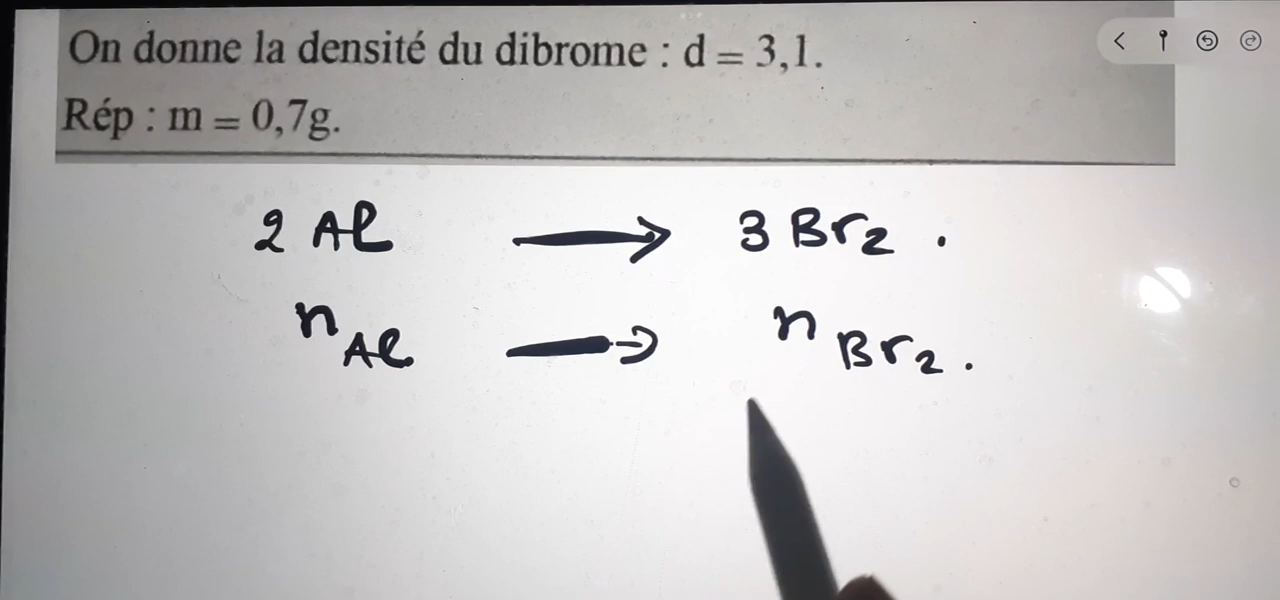 On donne la densité du dibrome : d = 3,1.
Rép : m = 0,7g.
2 Al → 3 Br2 .
nAl → nBr2 .